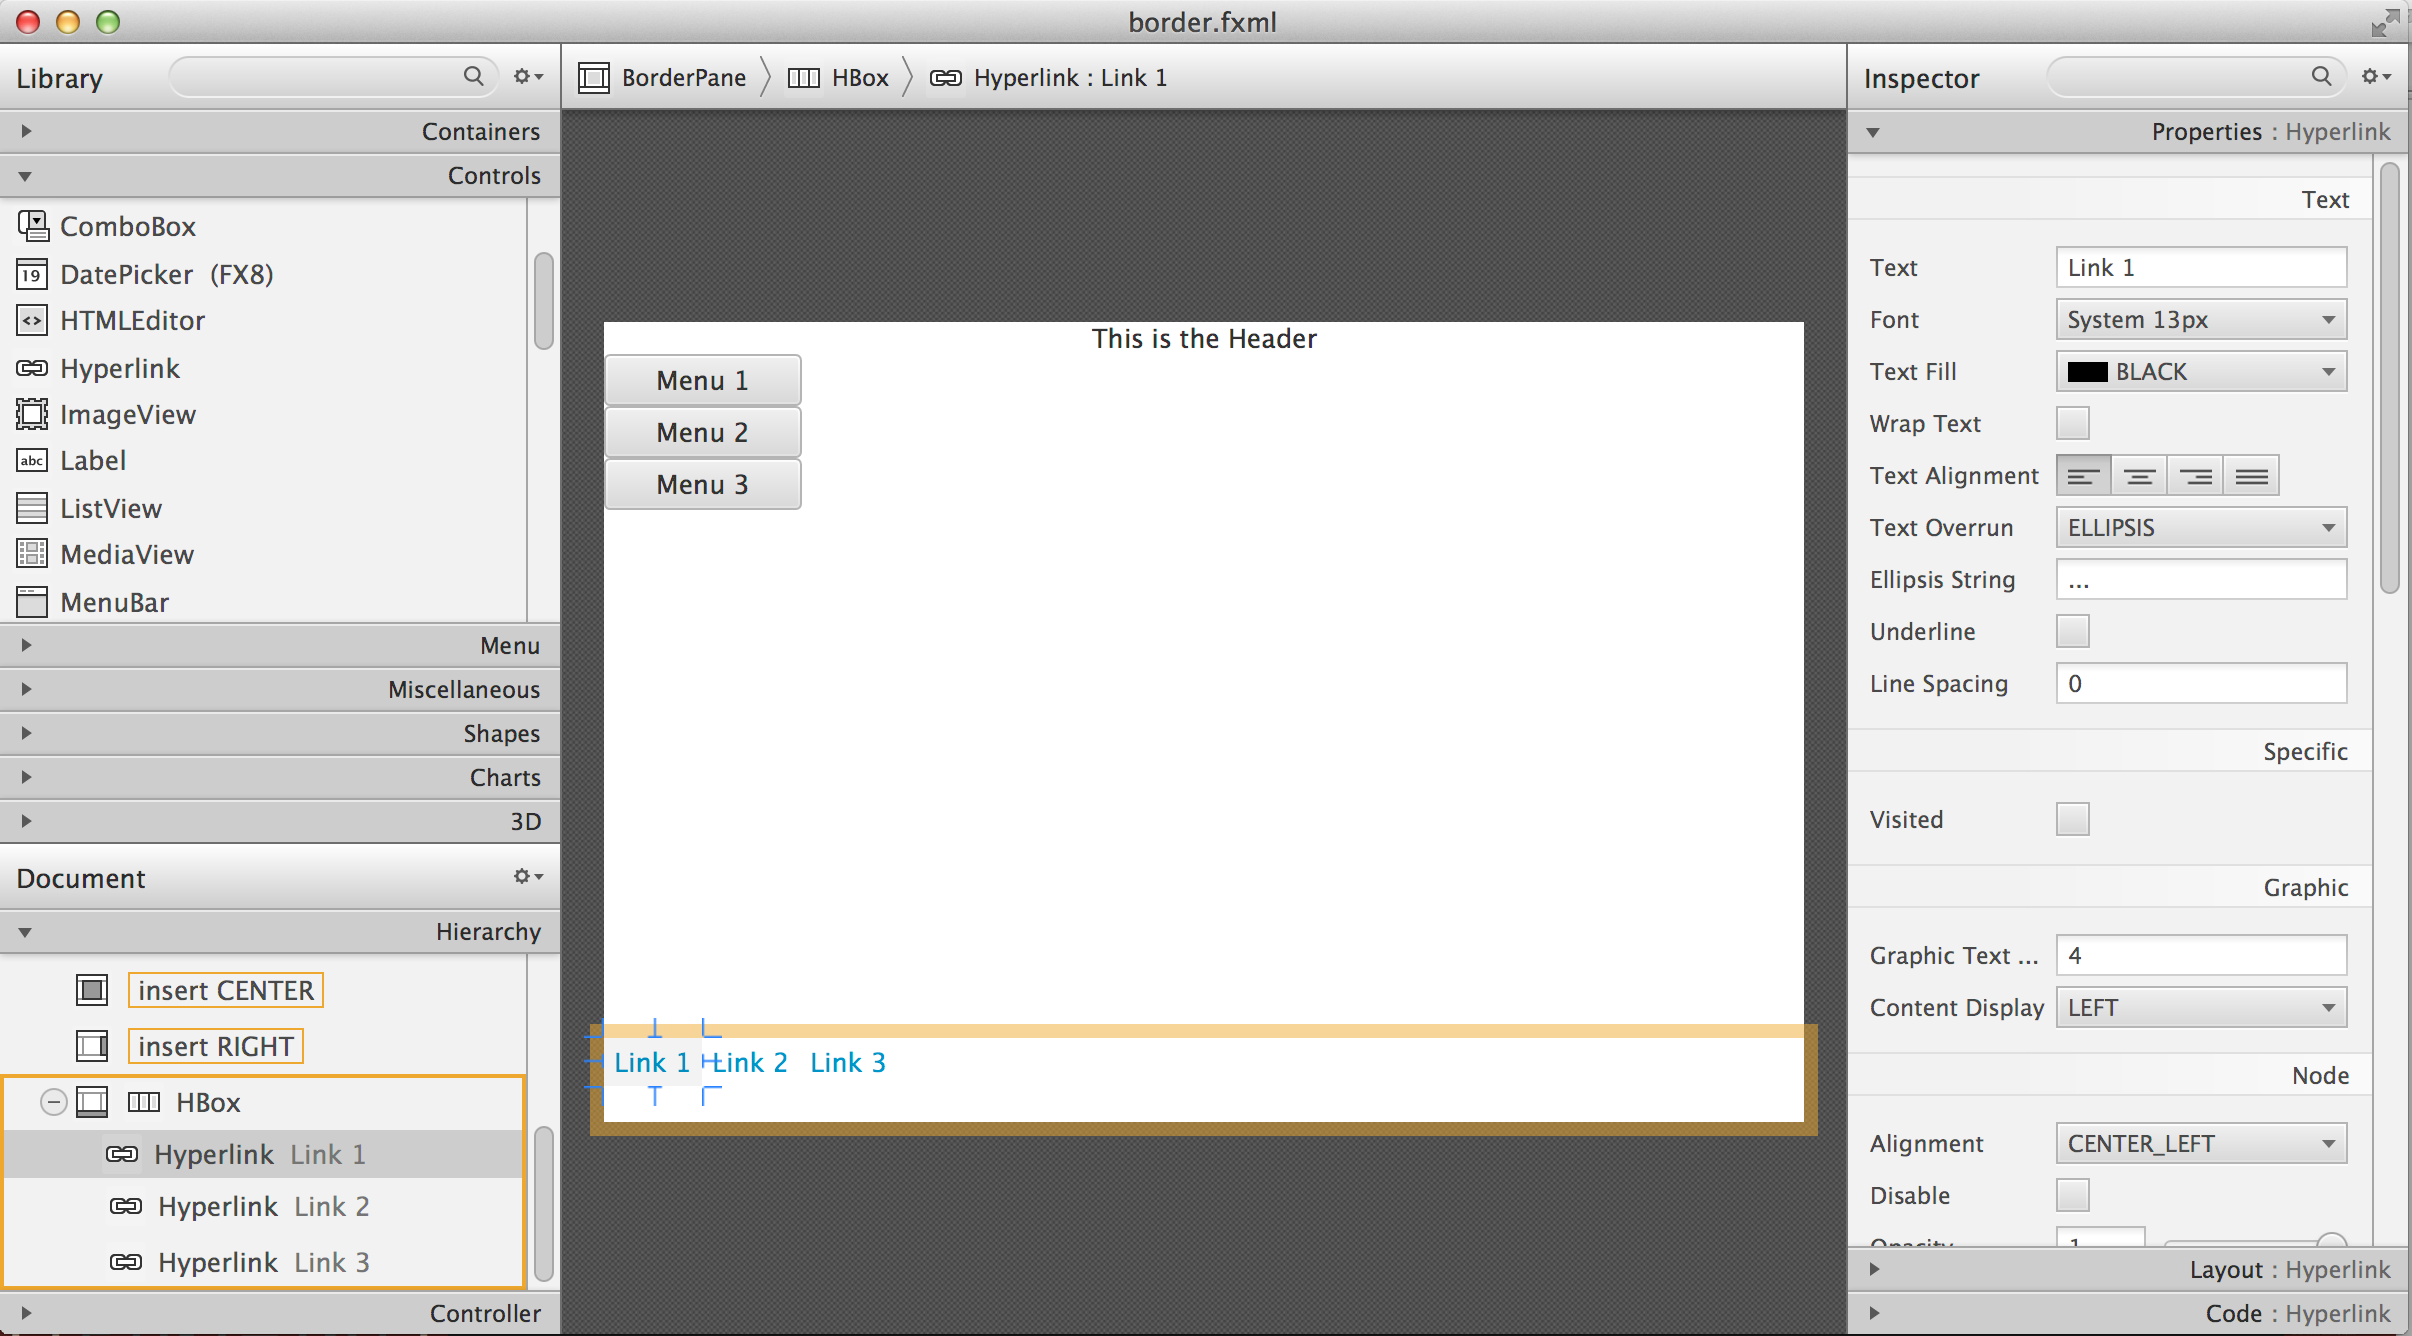 border.fxml
Library
Containers
Controls
ComboBox
19 DatePicker (FX8)
<> HTMLEditor
Hyperlink
ImageView
abc Label
ListView
MediaView
MenuBar
Menu
Miscellaneous
Shapes
Charts
3D
Document
Hierarchy
insert CENTER
insert RIGHT
HBox
Hyperlink Link 1
Hyperlink Link 2
Hyperlink Link 3
Controller
BorderPane HBox Hyperlink : Link 1
This is the Header
Menu 1
Menu 2
Menu 3
Link 1 Link 2 Link 3
Inspector
Properties : Hyperlink
Text
Text Link 1
Font System 13px
Text Fill BLACK
Wrap Text
Text Alignment
Text Overrun ELLIPSIS
Ellipsis String ...
Underline
Line Spacing 0
Specific
Visited
Graphic
Graphic Text ... 4
Content Display LEFT
Node
Alignment CENTER_LEFT
Disable
Opacity 1
Layout : Hyperlink
Code : Hyperlink